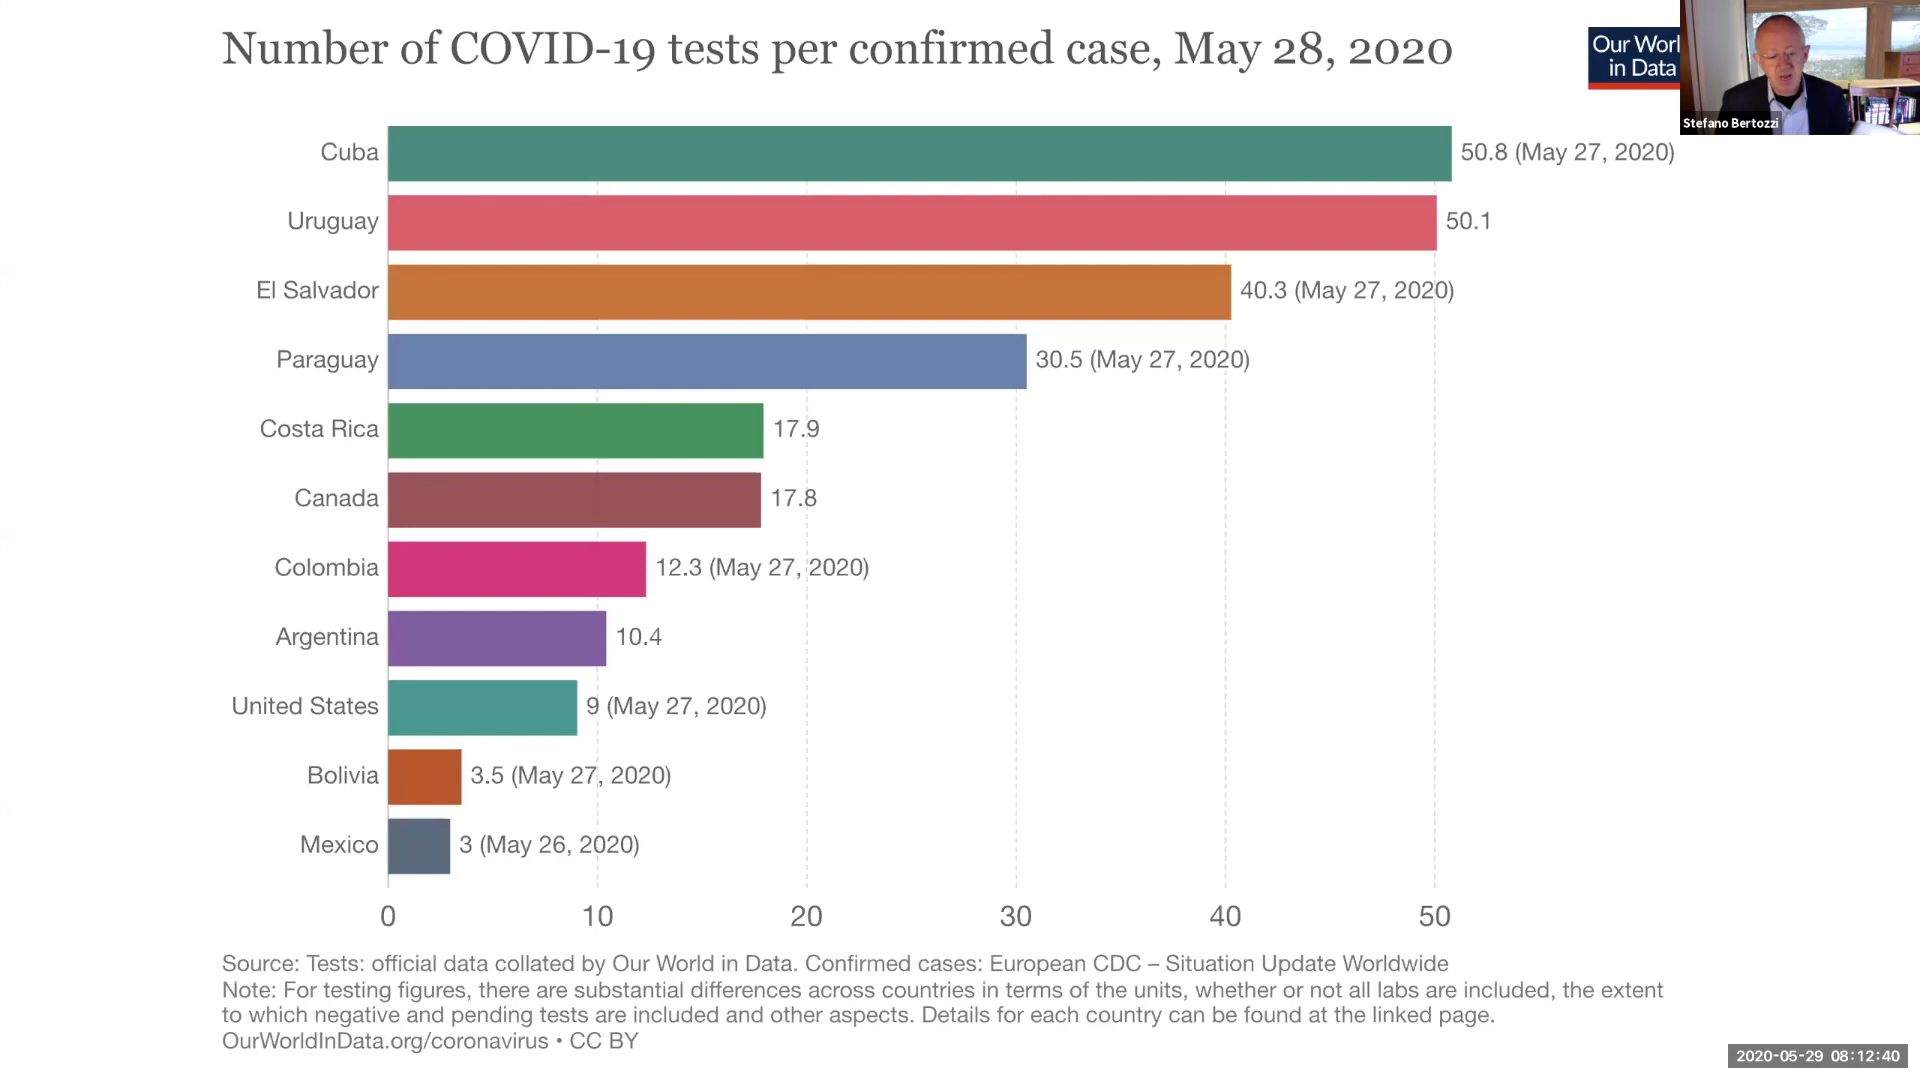 Number of COVID-19 tests per confirmed case, May 28, 2020
Our Worl
in Data
Stefano Bertozzi
Cuba 50.8 (May 27, 2020)
Uruguay 50.1
El Salvador 40.3 (May 27, 2020)
Paraguay 30.5 (May 27, 2020)
Costa Rica 17.9
Canada 17.8
Colombia 12.3 (May 27, 2020)
Argentina 10.4
United States 9 (May 27, 2020)
Bolivia 3.5 (May 27, 2020)
Mexico 3 (May 26, 2020)
0 10 20 30 40 50
Source: Tests: official data collated by Our World in Data. Confirmed cases: European CDC – Situation Update Worldwide
Note: For testing figures, there are substantial differences across countries in terms of the units, whether or not all labs are included, the extent
to which negative and pending tests are included and other aspects. Details for each country can be found at the linked page.
OurWorldInData.org/coronavirus • CC BY
2020-05-29 08:12:40